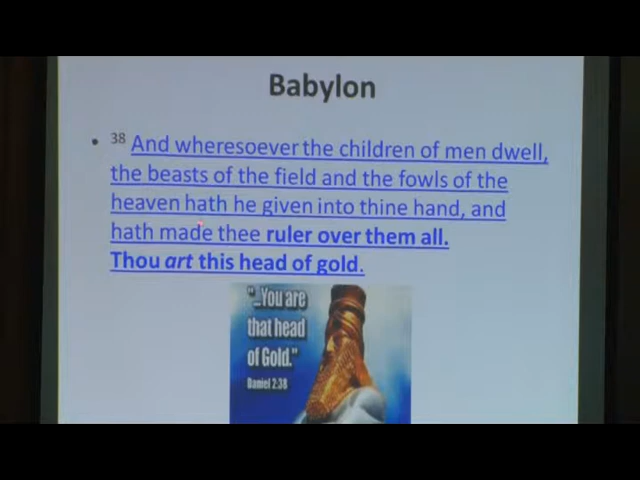 Babylon
• 38 And wheresoever the children of men dwell,
the beasts of the field and the fowls of the
heaven hath he given into thine hand, and
hath made thee ruler over them all.
Thou art this head of gold.
"...You are
that head
of Gold."
Daniel 2:38